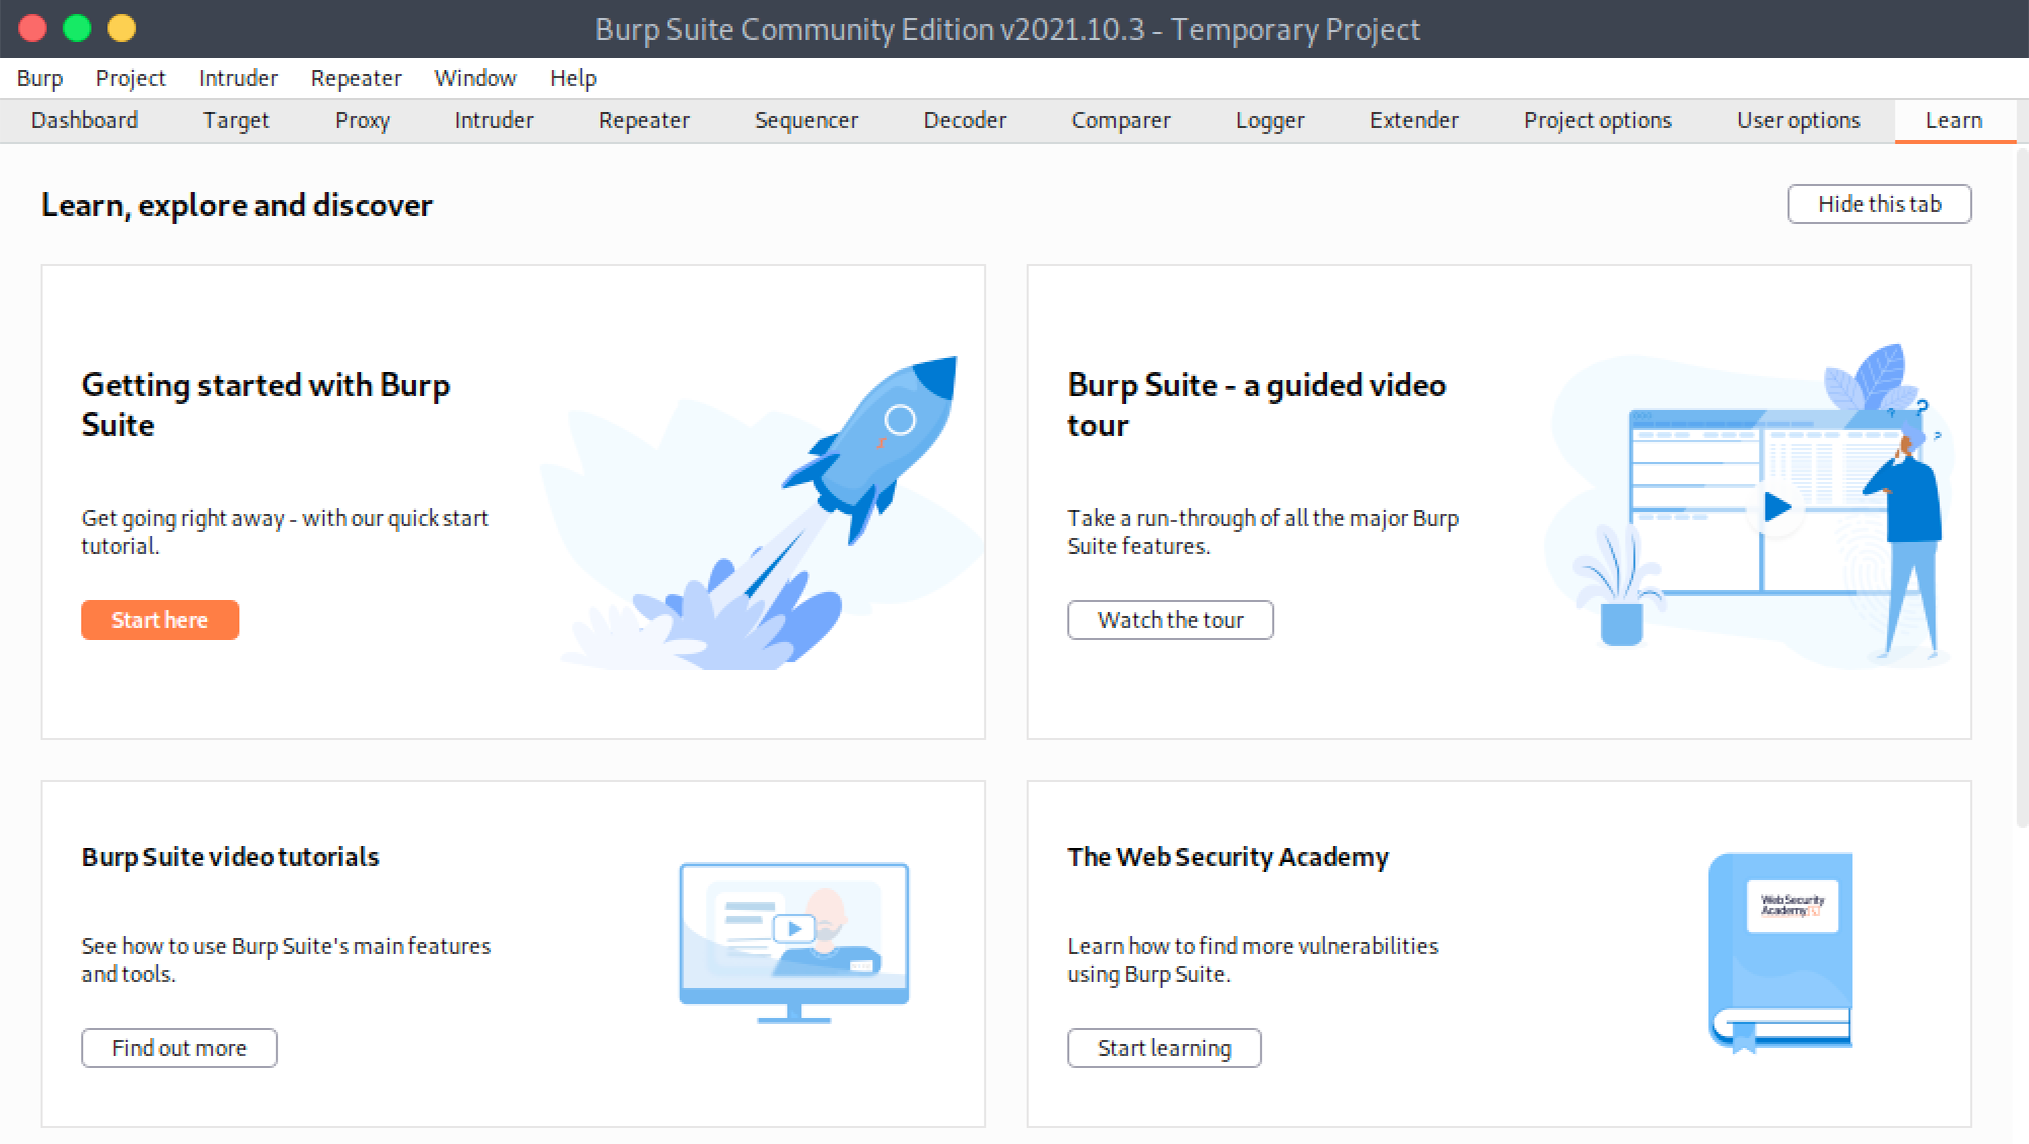 Burp Suite Community Edition v2021.10.3 - Temporary Project
Burp Project Intruder Repeater Window Help
Dashboard Target Proxy Intruder Repeater Sequencer Decoder Comparer Logger Extender Project options User options Learn
Learn, explore and discover
Hide this tab
Getting started with Burp
Suite
Get going right away - with our quick start
tutorial.
Start here
Burp Suite - a guided video
tour
Take a run-through of all the major Burp
Suite features.
Watch the tour
? ? ?
Burp Suite video tutorials
See how to use Burp Suite's main features
and tools.
Find out more
The Web Security Academy
Learn how to find more vulnerabilities
using Burp Suite.
Start learning
Web Security
Academy